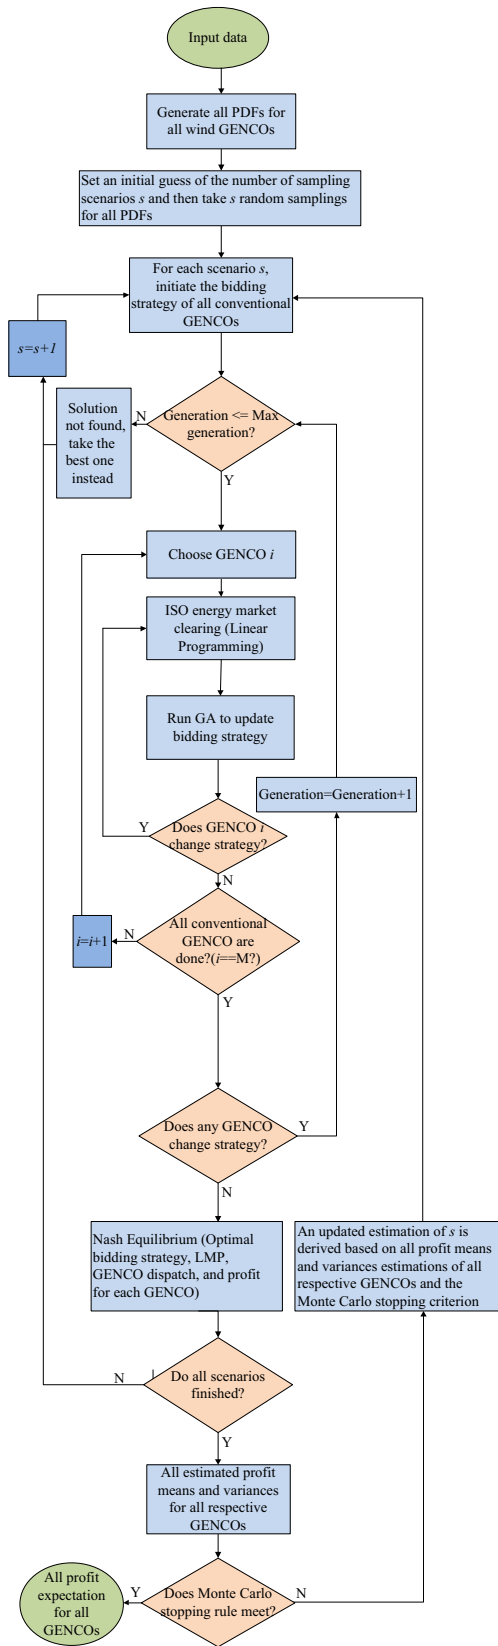 Input data
Generate all PDFs for
all wind GENCOs
Set an initial guess of the number of sampling
scenarios s and then take s random samplings
for all PDFs
For each scenario s,
initiate the bidding
strategy of all conventional
GENCOs
s=s+1
Solution
not found,
take the
best one
instead
N
Generation <= Max
generation?
Y
Choose GENCO i
ISO energy market
clearing (Linear
Programming)
Run GA to update
bidding strategy
Generation=Generation+1
Y
Does GENCO i
change strategy?
N
i=i+1
N
All conventional
GENCO are
done?(i==M?)
Y
Does any GENCO
change strategy?
Y
N
Nash Equilibrium (Optimal
bidding strategy, LMP,
GENCO dispatch, and profit
for each GENCO)
An updated estimation of s is
derived based on all profit means
and variances estimations of all
respective GENCOs and the
Monte Carlo stopping criterion
N
Do all scenarios
finished?
Y
All estimated profit
means and variances
for all respective
GENCOs
All profit
expectation
for all
GENCOs
Y
Does Monte Carlo
stopping rule meet?
N